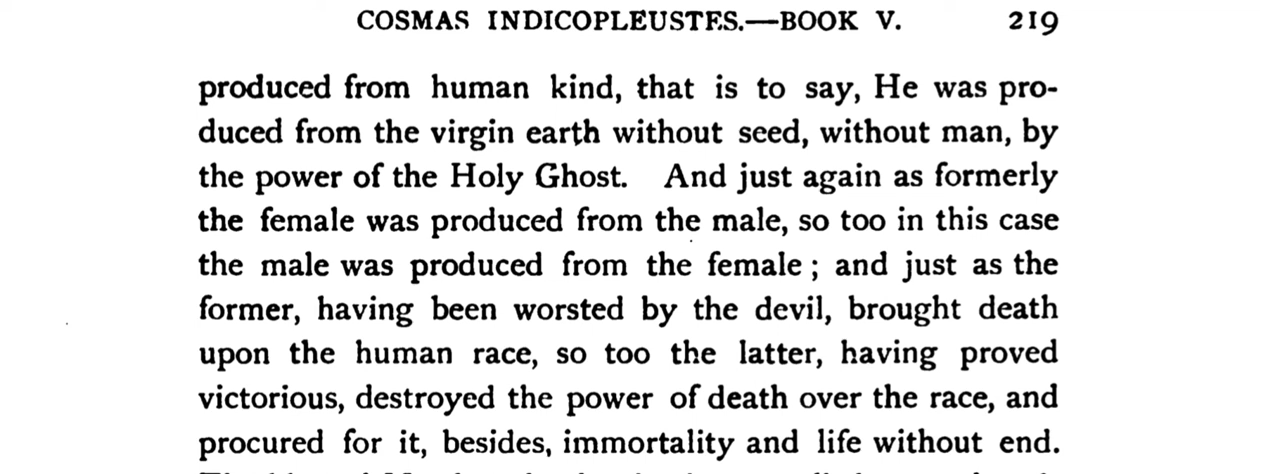 COSMAS INDICOPLEUSTES.—BOOK V. 219
produced from human kind, that is to say, He was pro-
duced from the virgin earth without seed, without man, by
the power of the Holy Ghost. And just again as formerly
the female was produced from the male, so too in this case
the male was produced from the female ; and just as the
former, having been worsted by the devil, brought death
upon the human race, so too the latter, having proved
victorious, destroyed the power of death over the race, and
procured for it, besides, immortality and life without end.